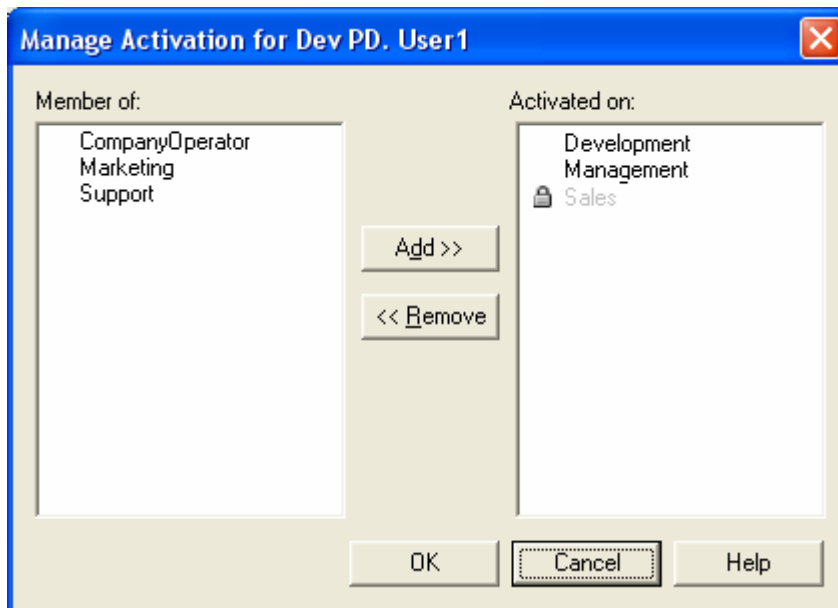 Manage Activation for Dev PD. User1
Member of:
CompanyOperator
Marketing
Support
Add >>
<< Remove
Activated on:
Development
Management
Sales
OK
Cancel
Help